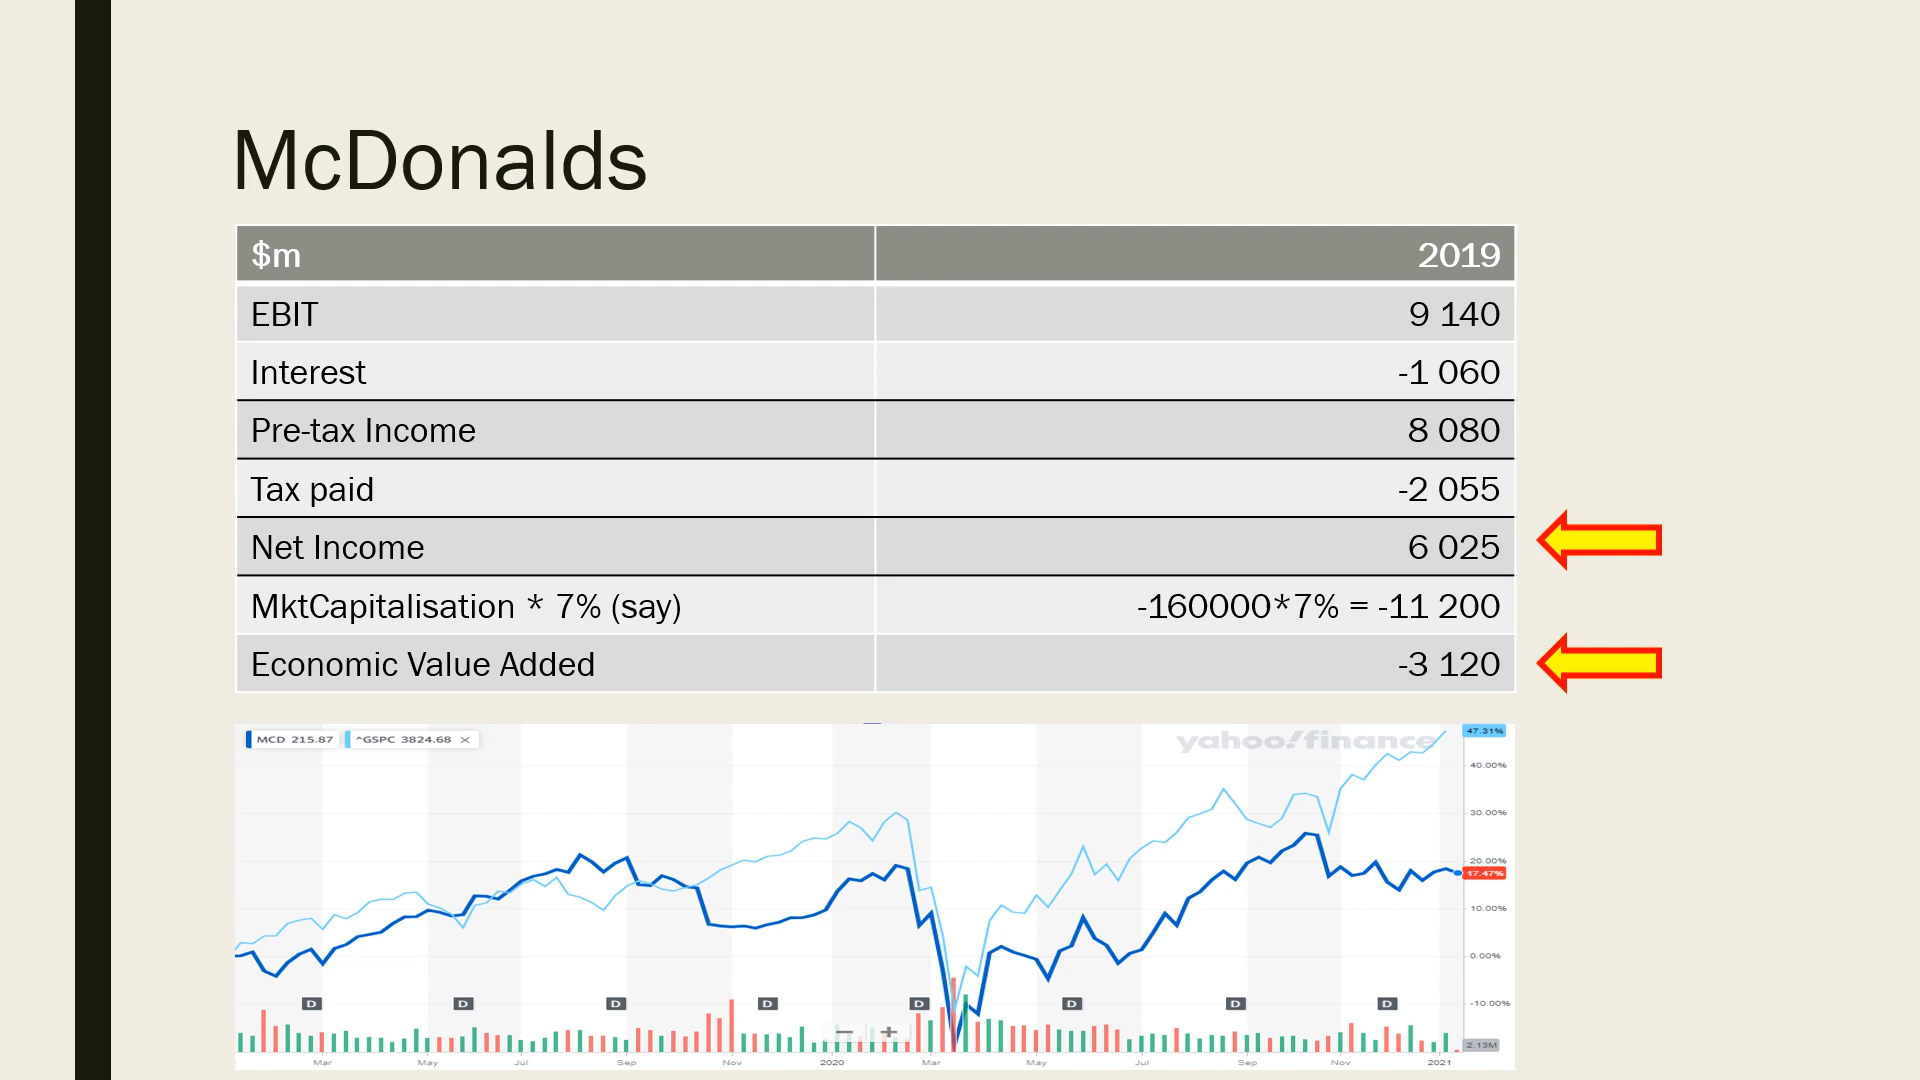 McDonalds
$m 2019
EBIT 9 140
Interest -1 060
Pre-tax Income 8 080
Tax paid -2 055
Net Income 6 025
MktCapitalisation * 7% (say) -160000*7% = -11 200
Economic Value Added -3 120
MCD 215.87 ^GSPC 3824.68 ×
yahoo!finance
47.31%
40.00%
30.00%
20.00%
17.47%
10.00%
0.00%
-10.00%
D D D D D D D D
2.13M
Mar May Jul Sep Nov 2020 Mar May Jul Sep Nov 2021